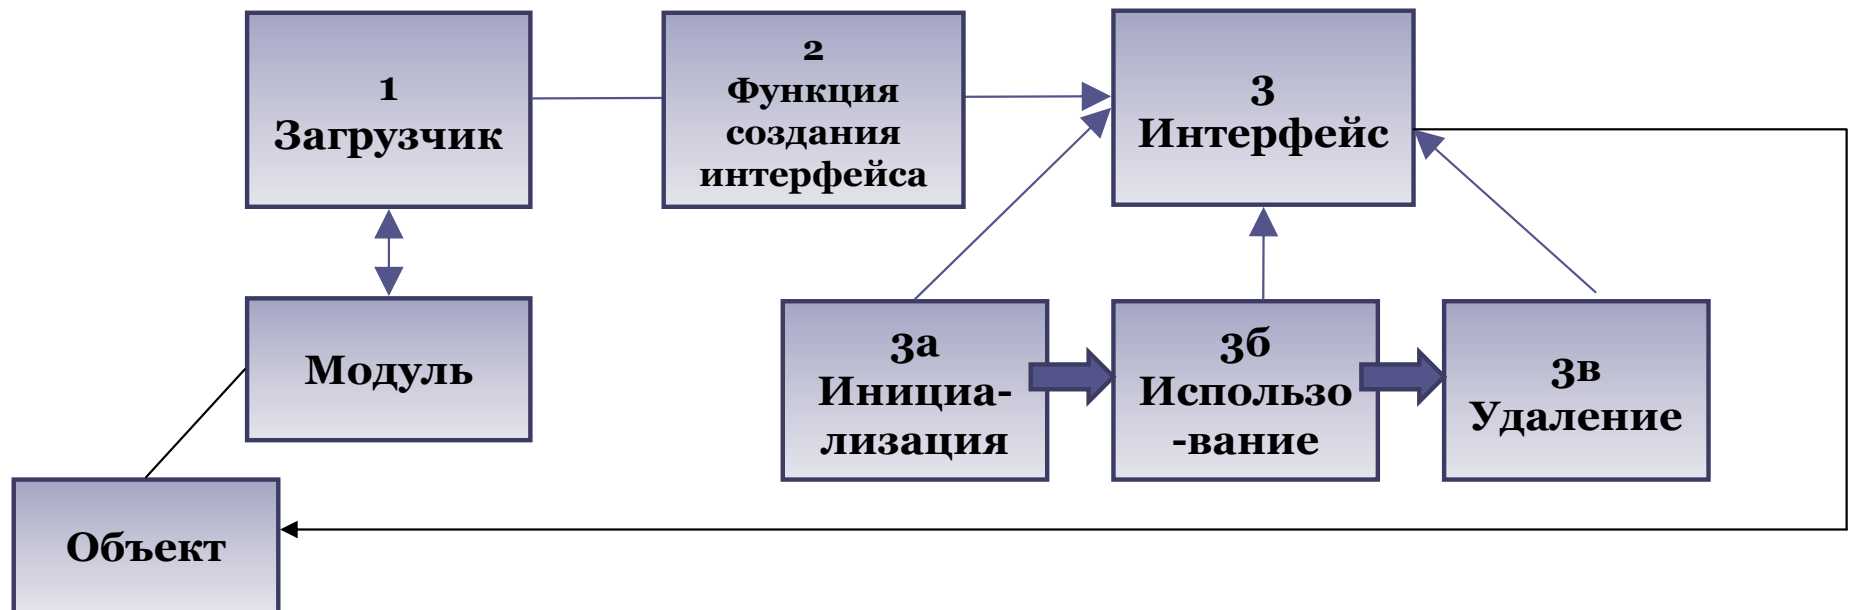 1
Загрузчик
2
Функция
создания
интерфейса
3
Интерфейс
Модуль
3а
Инициа-
лизация
3б
Использо
-вание
3в
Удаление
Объект